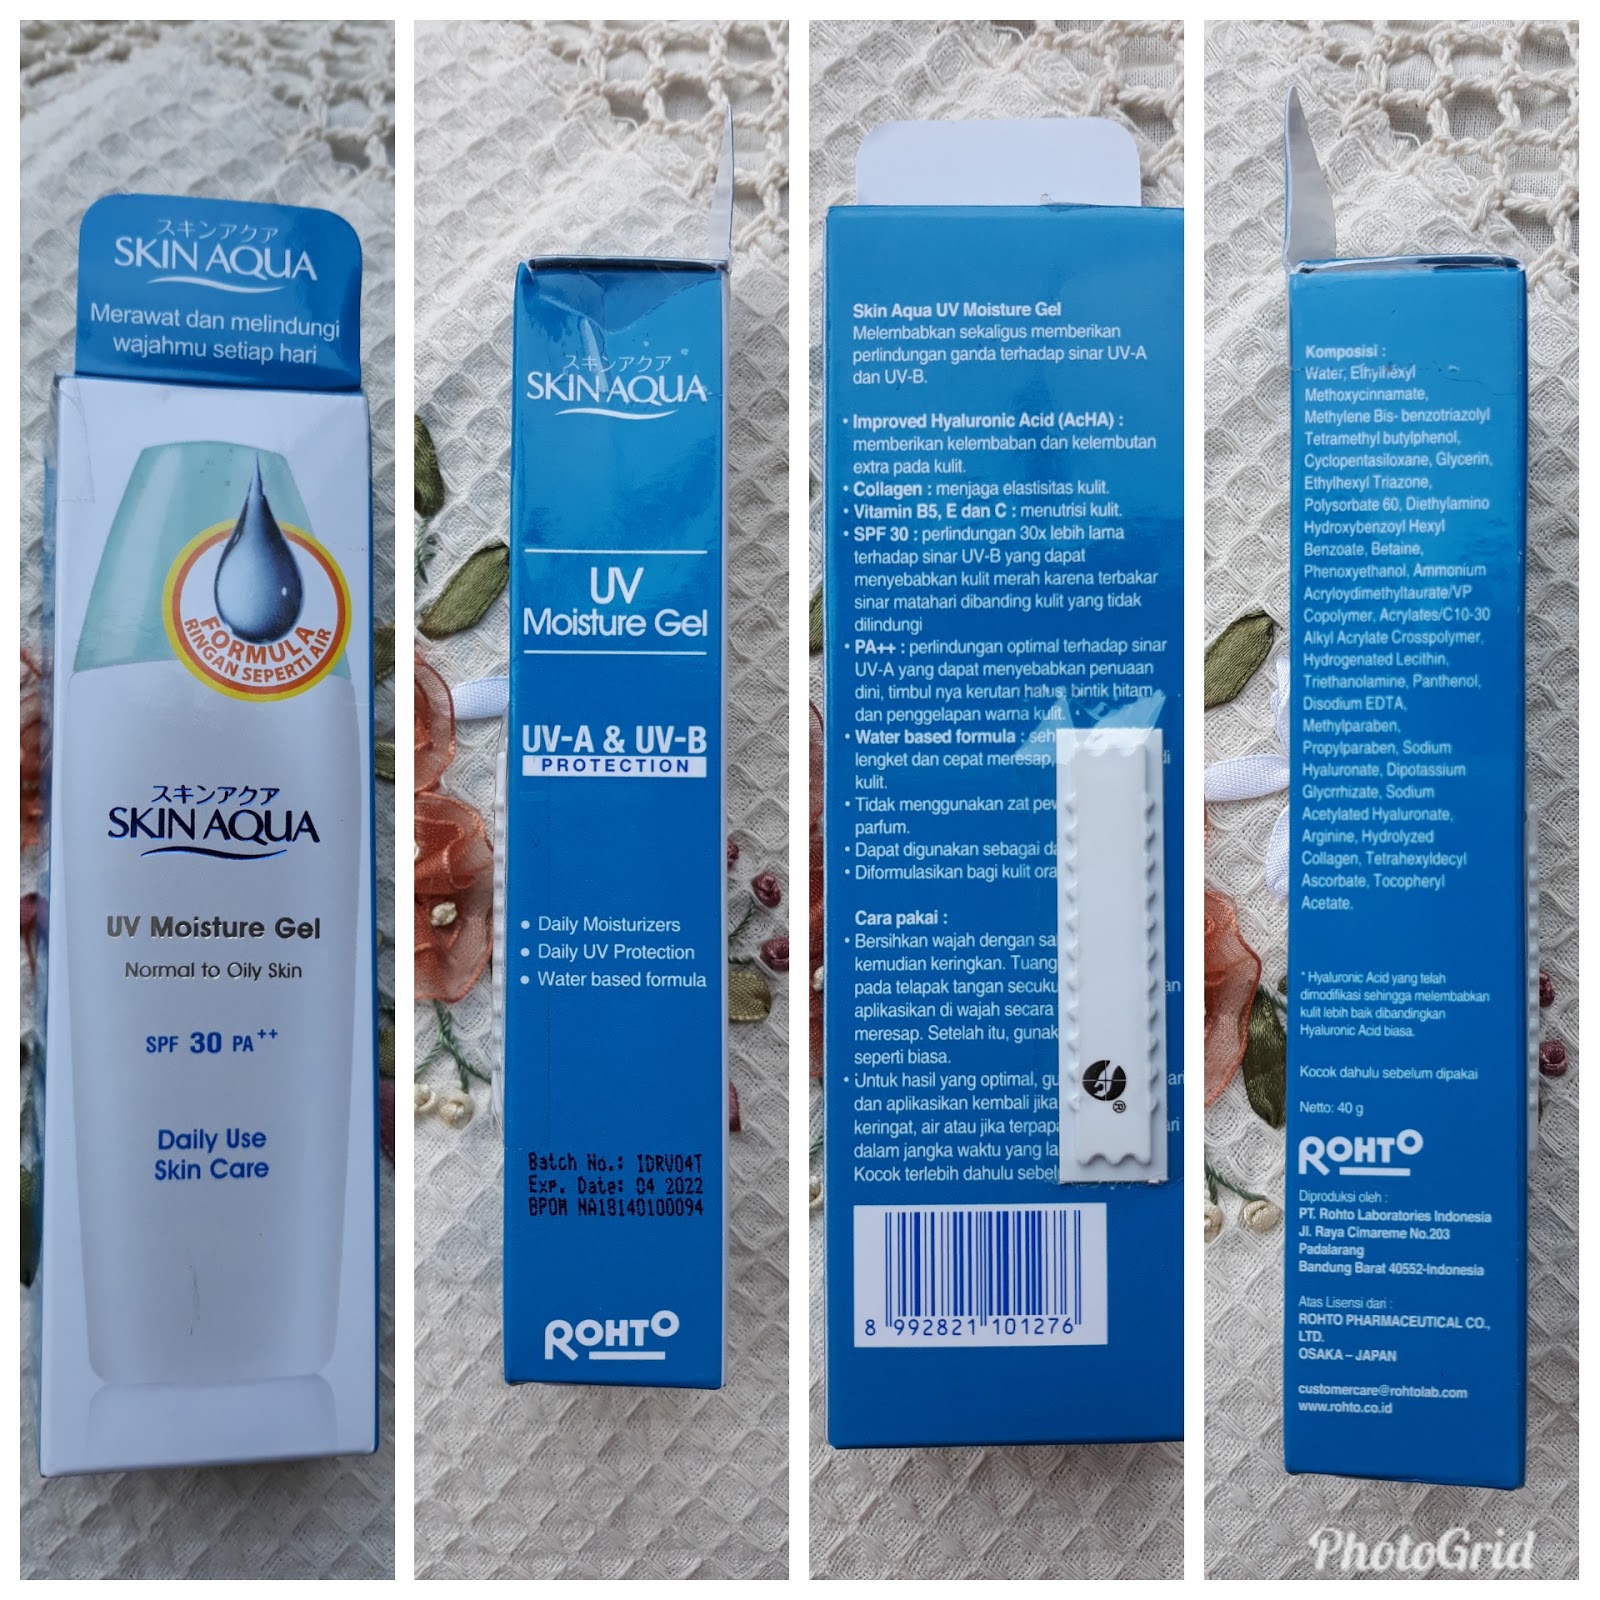 スキンアクア
SKIN AQUA
Merawat dan melindungi
wajahmu setiap hari
FORMULA
RINGAN SEPERTI AIR
スキンアクア
SKIN AQUA
UV Moisture Gel
Normal to Oily Skin
SPF 30 PA++
Daily Use
Skin Care
スキンアクア
SKIN AQUA
UV
Moisture Gel
UV-A & UV-B
PROTECTION
• Daily Moisturizers
• Daily UV Protection
• Water based formula
Batch No.: IDRV04T
Exp. Date: 04 2022
BPOM NA18140100094
ROHTO
Skin Aqua UV Moisture Gel
Melembabkan sekaligus memberikan
perlindungan ganda terhadap sinar UV-A
dan UV-B.
• Improved Hyaluronic Acid (AcHA) :
memberikan kelembaban dan kelembutan
extra pada kulit.
• Collagen : menjaga elastisitas kulit.
• Vitamin B5, E dan C : menutrisi kulit.
• SPF 30 : perlindungan 30x lebih lama
terhadap sinar UV-B yang dapat
menyebabkan kulit merah karena terbakar
sinar matahari dibanding kulit yang tidak
dilindungi
• PA++ : perlindungan optimal terhadap sinar
UV-A yang dapat menyebabkan penuaan
dini, timbul nya kerutan halus, bintik hitam
dan penggelapan warna kulit.
• Water based formula :
lengket dan cepat meresap,
kulit.
• Tidak menggunakan zat
parfum.
• Dapat digunakan sebagai
• Diformulasikan bagi kulit
Cara pakai :
• Bersihkan wajah dengan
kemudian keringkan.
pada telapak tangan
aplikasikan di wajah secara
meresap. Setelah itu,
seperti biasa.
• Untuk hasil yang optimal,
dan aplikasikan kembali jika
keringat, air atau jika
dalam jangka waktu yang
Kocok terlebih dahulu
®
8 992821 101276
Komposisi :
Water, Ethylhexyl
Methoxycinnamate,
Methylene Bis- benzotriazolyl
Tetramethyl butylphenol,
Cyclopentasiloxane, Glycerin,
Ethylhexyl Triazone,
Polysorbate 60, Diethylamino
Hydroxybenzoyl Hexyl
Benzoate, Betaine,
Phenoxyethanol, Ammonium
Acryloydimethyltaurate/VP
Copolymer, Acrylates/C10-30
Alkyl Acrylate Crosspolymer,
Hydrogenated Lecithin,
Triethanolamine, Panthenol,
Disodium EDTA,
Methylparaben,
Propylparaben, Sodium
Hyaluronate, Dipotassium
Glycrrhizate, Sodium
Acetylated Hyaluronate,
Arginine, Hydrolyzed
Collagen, Tetrahexyldecyl
Ascorbate, Tocopheryl
Acetate.
* Hyaluronic Acid yang telah
dimodifikasi sehingga melembabkan
kulit lebih baik dibandingkan
Hyaluronic Acid biasa.
Kocok dahulu sebelum dipakai
Netto: 40 g
ROHTO
Diproduksi oleh :
PT. Rohto Laboratories Indonesia
Jl. Raya Cimareme No.203
Padalarang
Bandung Barat 40552-Indonesia
Atas Lisensi dari :
ROHTO PHARMACEUTICAL CO.,
LTD.
OSAKA – JAPAN
customercare@rohtolab.com
www.rohto.co.id
PhotoGrid